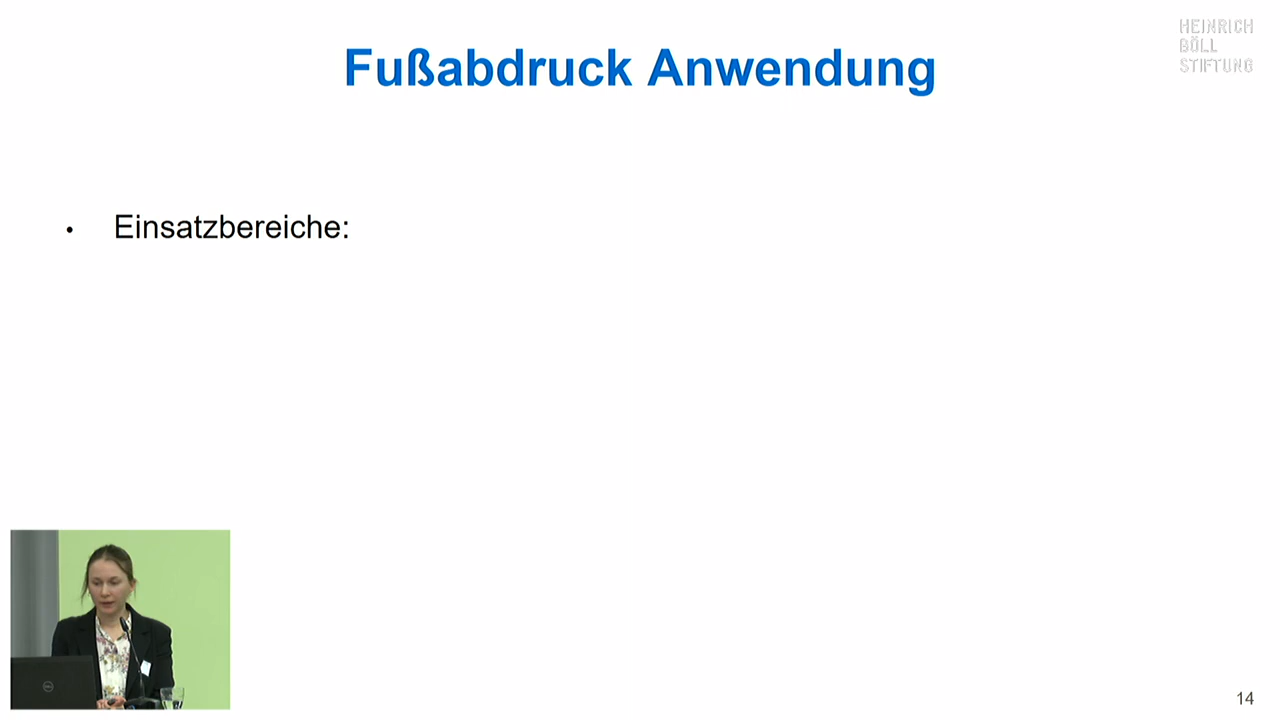 HEINRICH
BÖLL
STIFTUNG
Fußabdruck Anwendung
• Einsatzbereiche:
14